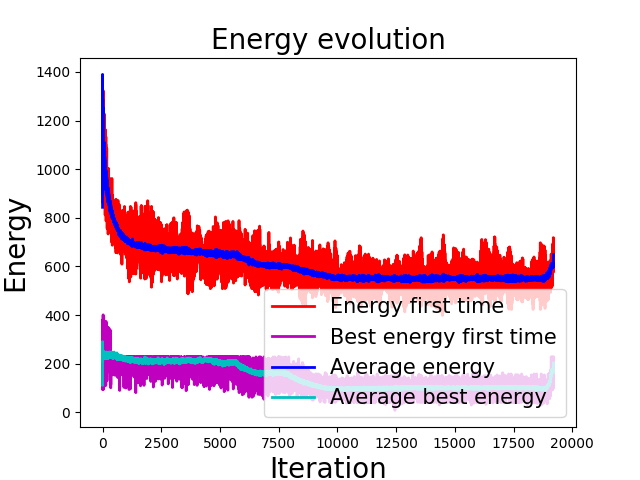 Energy evolution
Energy
1400
1200
1000
800
600
400
200
0
Energy first time
Best energy first time
Average energy
Average best energy
0 2500 5000 7500 10000 12500 15000 17500 20000
Iteration